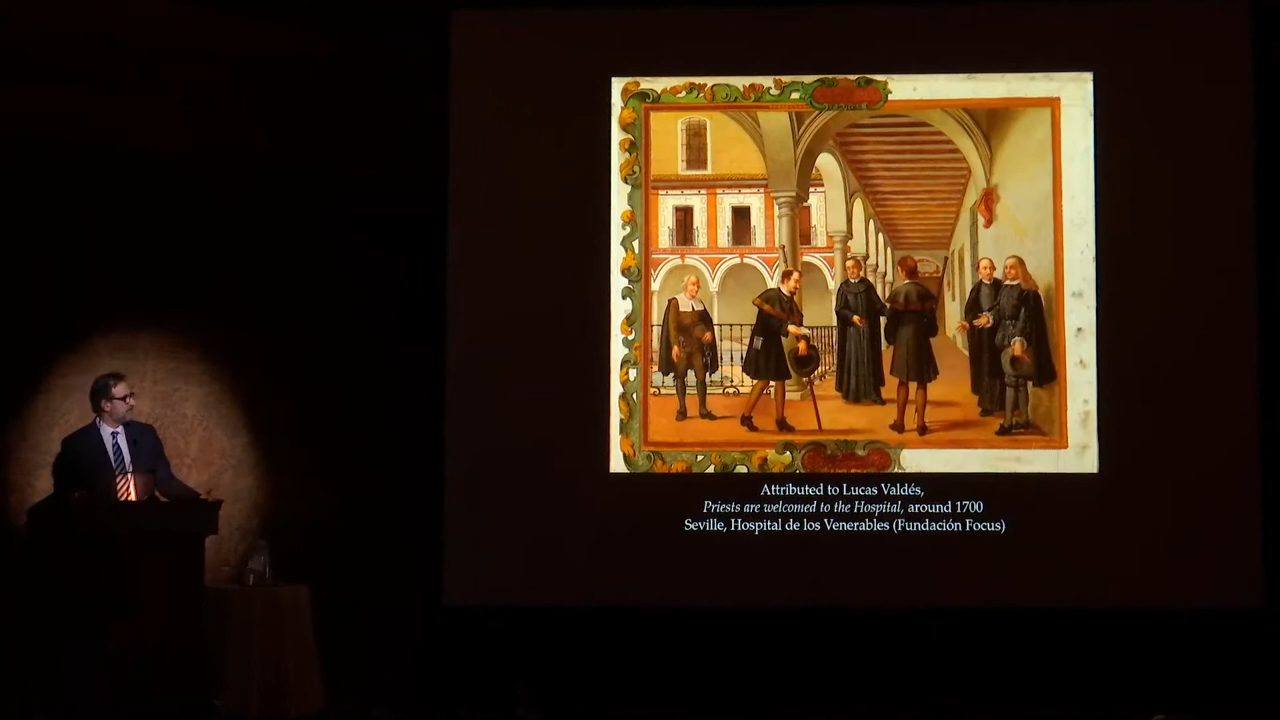 Attributed to Lucas Valdés,
Priests are welcomed to the Hospital, around 1700
Seville, Hospital de los Venerables (Fundación Focus)